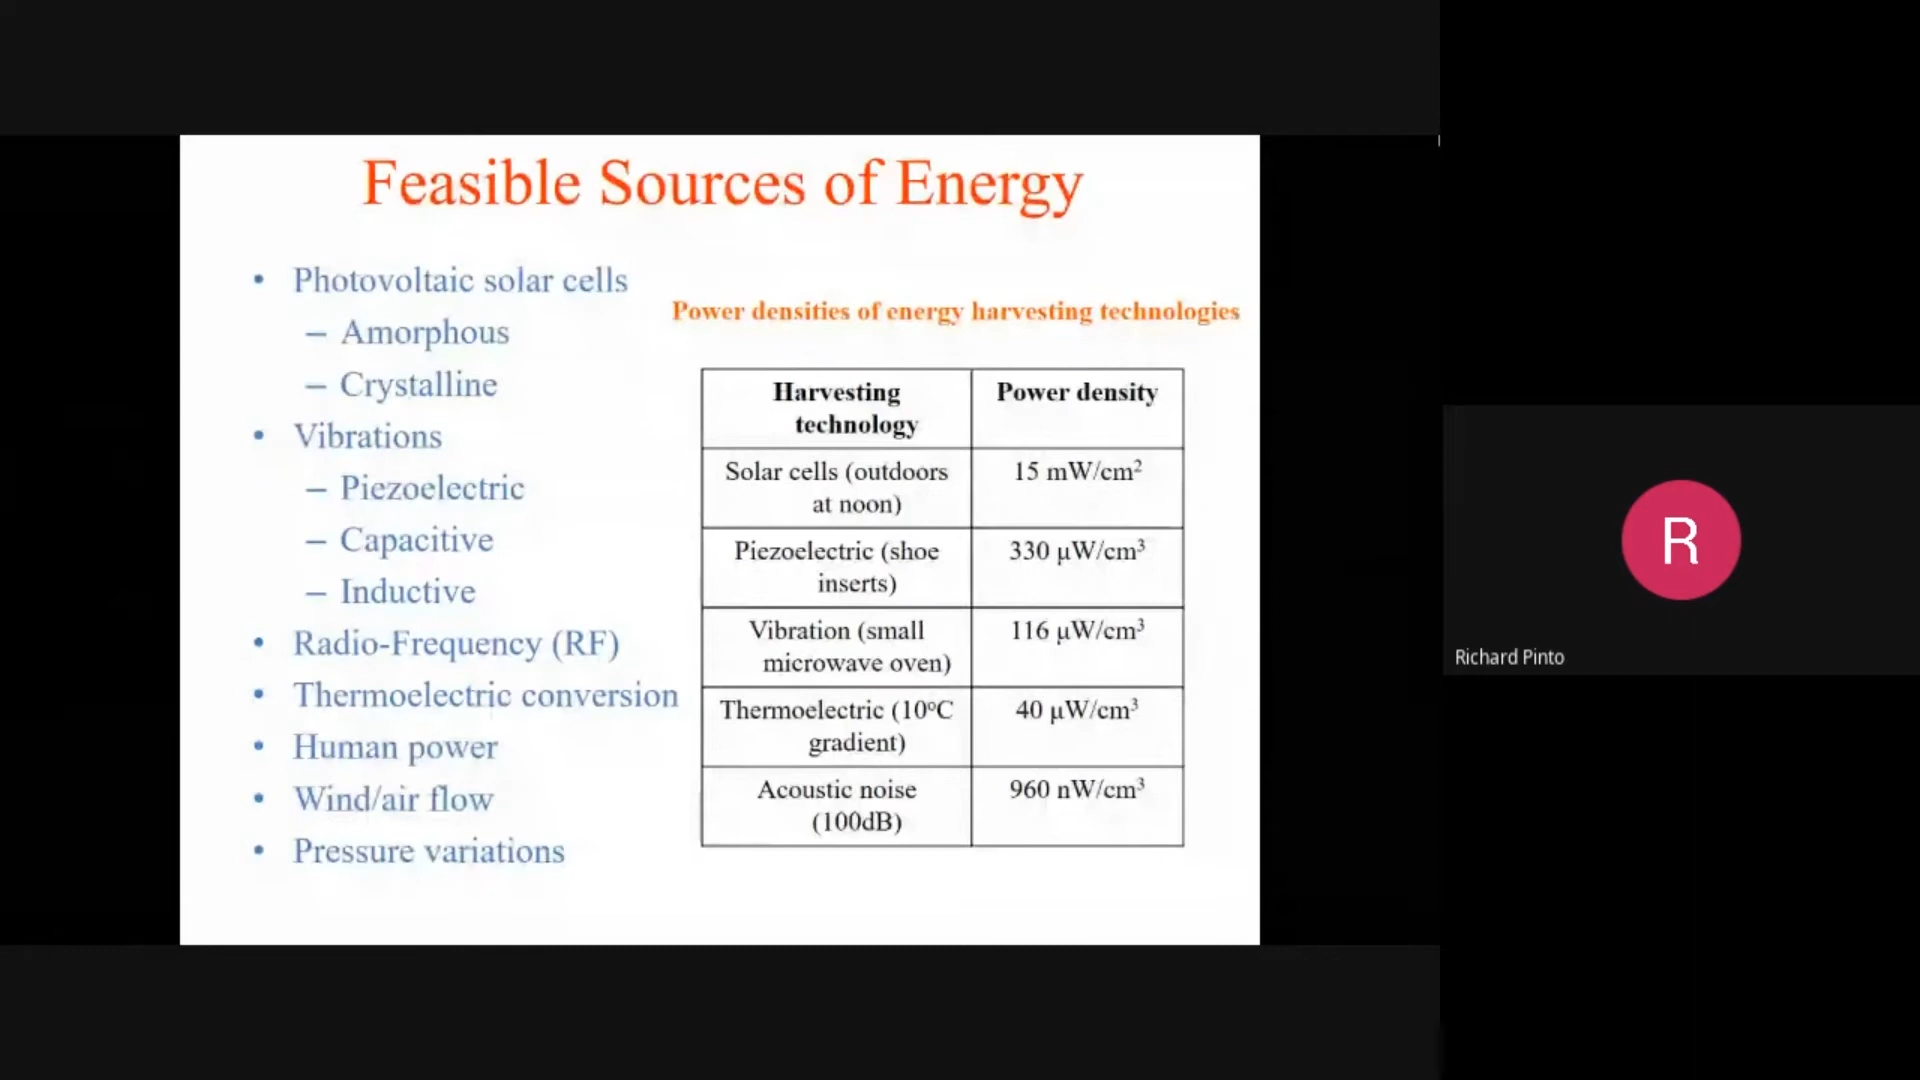 Feasible Sources of Energy
• Photovoltaic solar cells
– Amorphous
– Crystalline
• Vibrations
– Piezoelectric
– Capacitive
– Inductive
• Radio-Frequency (RF)
• Thermoelectric conversion
• Human power
• Wind/air flow
• Pressure variations
Power densities of energy harvesting technologies
Harvesting
technology
Power density
Solar cells (outdoors
at noon)
15 mW/cm²
Piezoelectric (shoe
inserts)
330 μW/cm³
Vibration (small
microwave oven)
116 μW/cm³
Thermoelectric (10ºC
gradient)
40 μW/cm³
Acoustic noise
(100dB)
960 nW/cm³
R
Richard Pinto